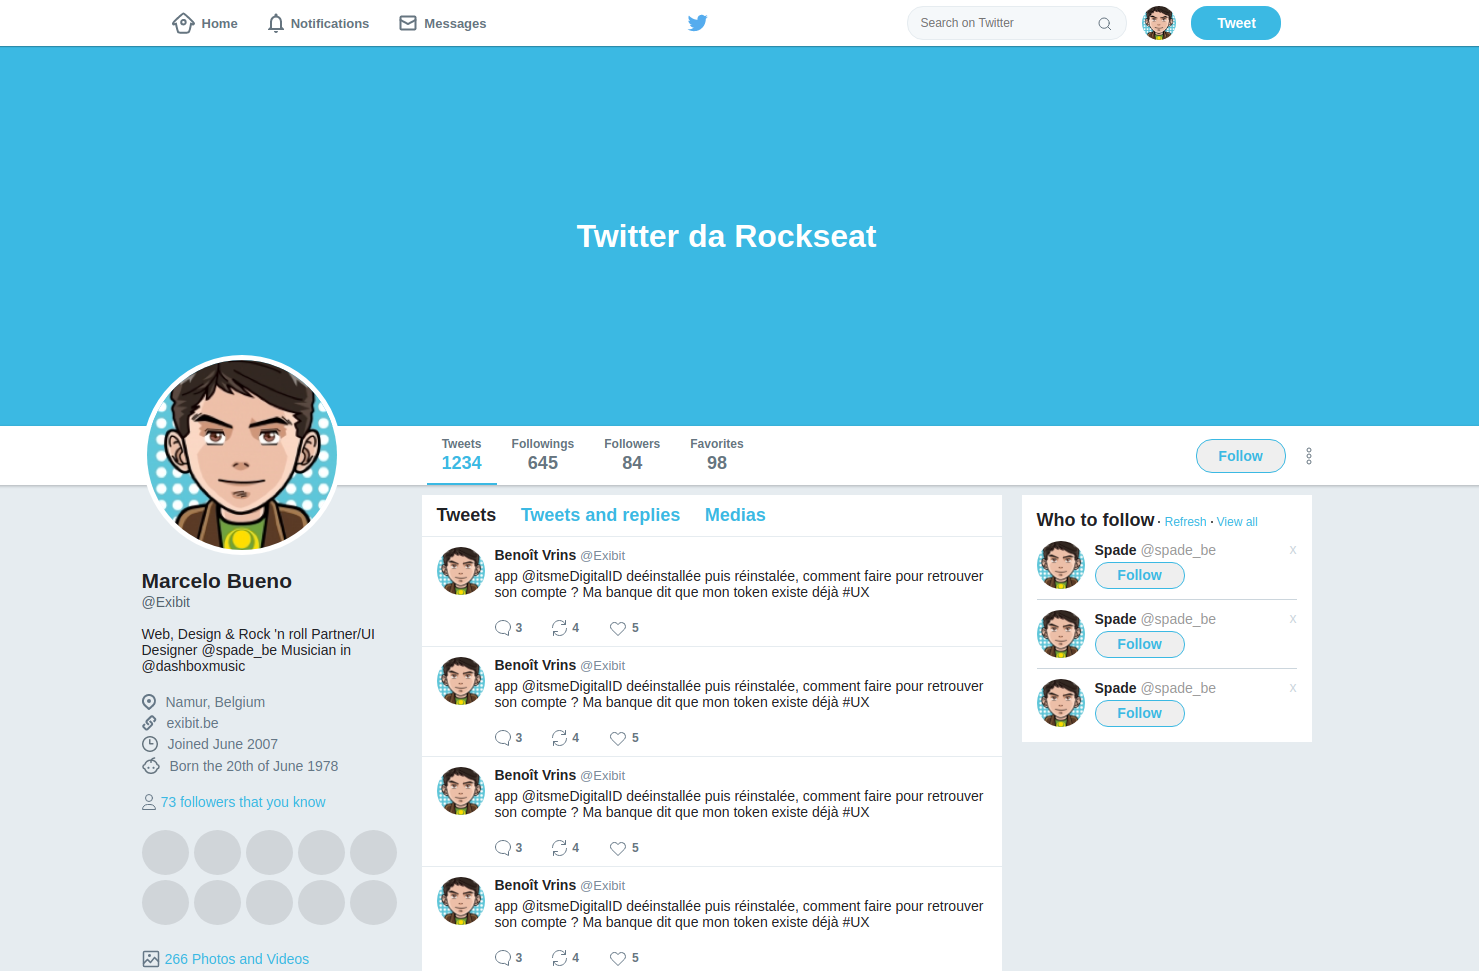 Home Notifications Messages Search on Twitter Tweet
Twitter da Rockseat
Tweets Followings Followers Favorites
1234 645 84 98
Follow
Marcelo Bueno
@Exibit
Web, Design & Rock 'n roll Partner/UI
Designer @spade_be Musician in
@dashboxmusic
Namur, Belgium
exibit.be
Joined June 2007
Born the 20th of June 1978
73 followers that you know
266 Photos and Videos
Tweets Tweets and replies Medias
Benoît Vrins @Exibit
app @itsmeDigitalID deéinstallée puis réinstalée, comment faire pour retrouver
son compte ? Ma banque dit que mon token existe déjà #UX
3 4 5
Benoît Vrins @Exibit
app @itsmeDigitalID deéinstallée puis réinstalée, comment faire pour retrouver
son compte ? Ma banque dit que mon token existe déjà #UX
3 4 5
Benoît Vrins @Exibit
app @itsmeDigitalID deéinstallée puis réinstalée, comment faire pour retrouver
son compte ? Ma banque dit que mon token existe déjà #UX
3 4 5
Benoît Vrins @Exibit
app @itsmeDigitalID deéinstallée puis réinstalée, comment faire pour retrouver
son compte ? Ma banque dit que mon token existe déjà #UX
3 4 5
Who to follow · Refresh · View all
Spade @spade_be x
Follow
Spade @spade_be x
Follow
Spade @spade_be x
Follow